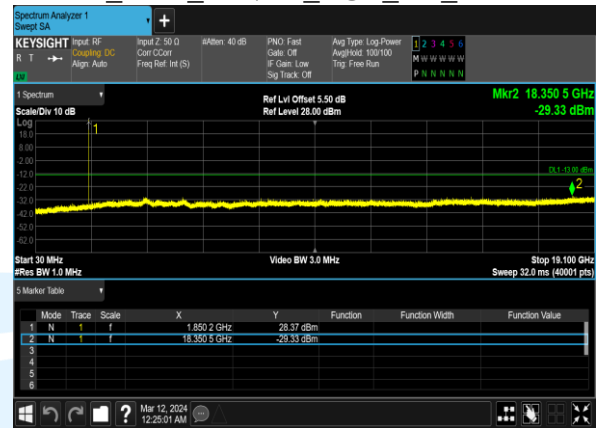 Spectrum Analyzer 1
Swept SA
+
KEYSIGHT Input: RF Input Z: 50 Ω #Atten: 40 dB PNO: Fast Avg Type: Log-Power 1 2 3 4 5 6
R T Coupling: DC Corr CCorr Gate: Off Avg|Hold: 100/100 M W W W W W
Align: Auto Freq Ref: Int (S) IF Gain: Low Trig: Free Run
Sig Track: Off P N N N N N
1 Spectrum Ref Lvl Offset 5.50 dB Mkr2 18.350 5 GHz
Scale/Div 10 dB Ref Level 28.00 dBm -29.33 dBm
Log
1
18.0
8.00
-2.00
-12.0 DL1 -13.00 dBm
-22.0 2
-32.0
-42.0
-52.0
-62.0
Start 30 MHz Video BW 3.0 MHz Stop 19.100 GHz
#Res BW 1.0 MHz Sweep 32.0 ms (40001 pts)
5 Marker Table
Mode Trace Scale X Y Function Function Width Function Value
1 N 1 f 1.850 2 GHz 28.37 dBm
2 N 1 f 18.350 5 GHz -29.33 dBm
3
4
5
6
? Mar 12, 2024
12:25:01 AM